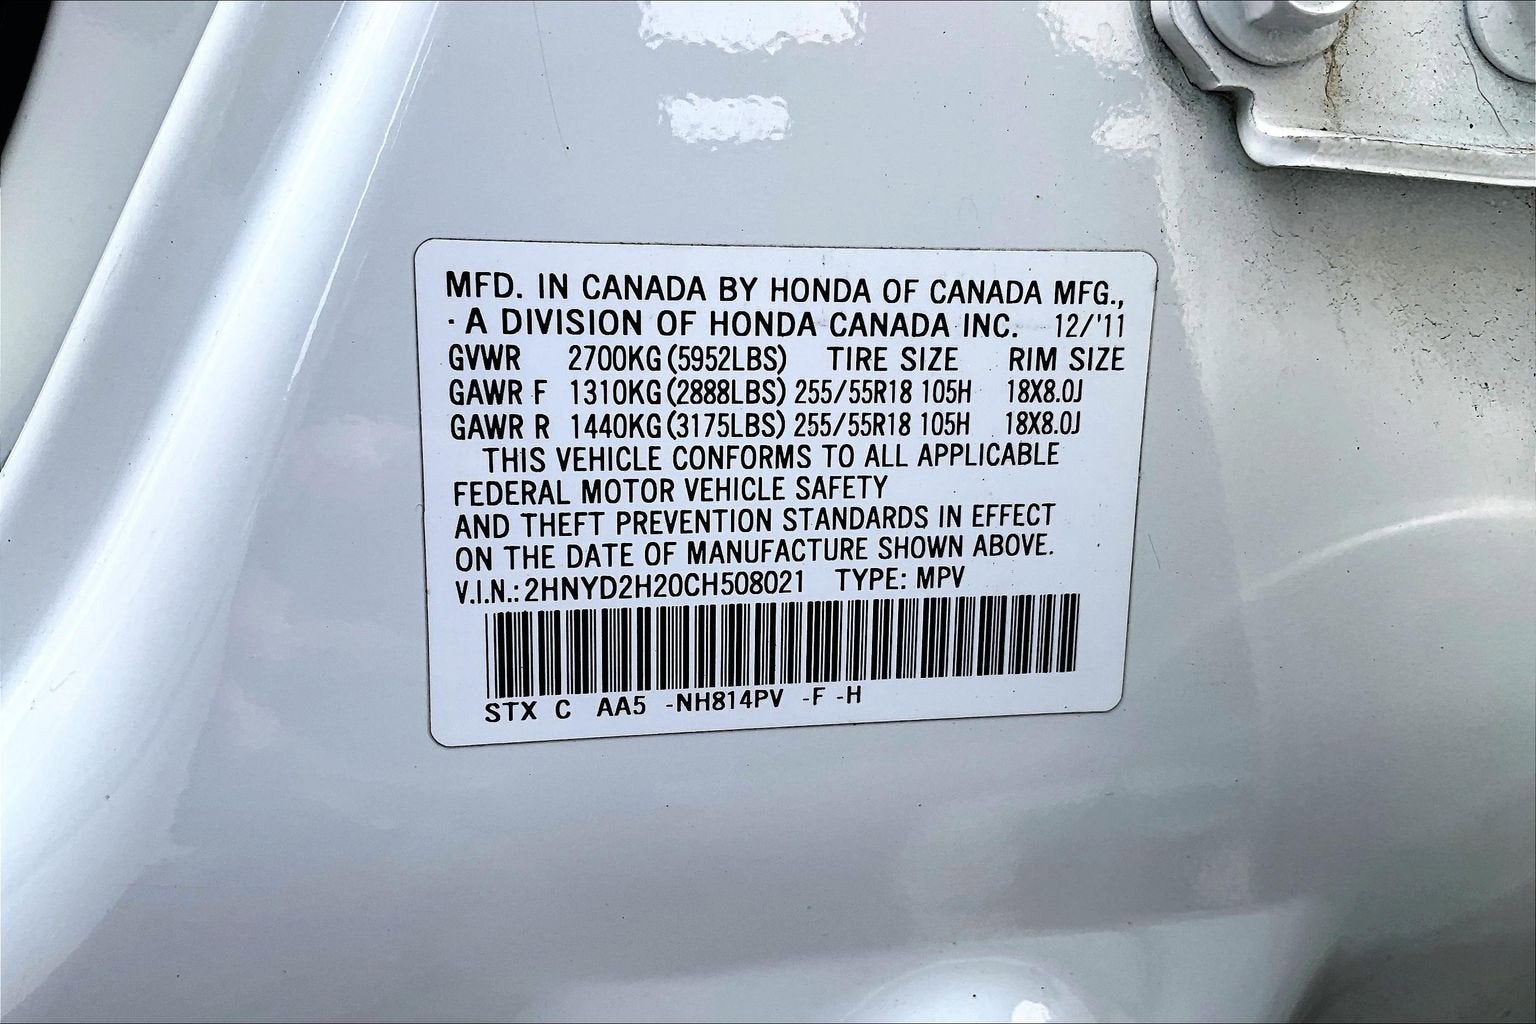 MFD. IN CANADA BY HONDA OF CANADA MFG.,
· A DIVISION OF HONDA CANADA INC. 12/'11
GVWR 2700KG (5952LBS) TIRE SIZE RIM SIZE
GAWR F 1310KG (2888LBS) 255/55R18 105H 18X8.0J
GAWR R 1440KG (3175LBS) 255/55R18 105H 18X8.0J
THIS VEHICLE CONFORMS TO ALL APPLICABLE
FEDERAL MOTOR VEHICLE SAFETY
AND THEFT PREVENTION STANDARDS IN EFFECT
ON THE DATE OF MANUFACTURE SHOWN ABOVE.
V.I.N.: 2HNYD2H20CH508021 TYPE: MPV
STX C AA5 -NH814PV -F -H